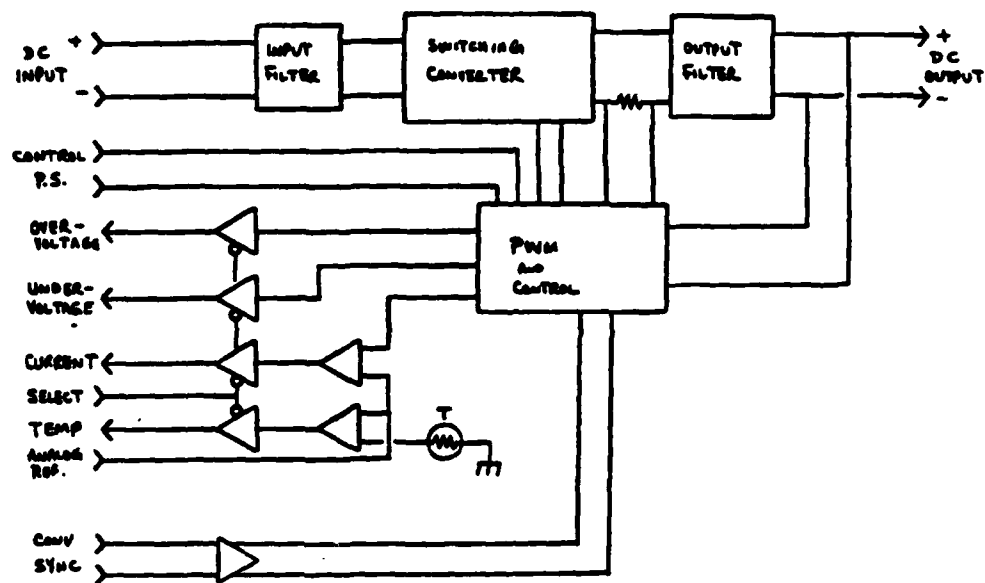 +
DC
INPUT
-
INPUT
FILTER
SWITCHING
CONVERTER
OUTPUT
FILTER
+
DC
OUTPUT
-
CONTROL
P.S.
OVER-
VOLTAGE
UNDER-
VOLTAGE
CURRENT
SELECT
TEMP
ANALOG
REF.
PWM
AND
CONTROL
T
CONV
SYNC